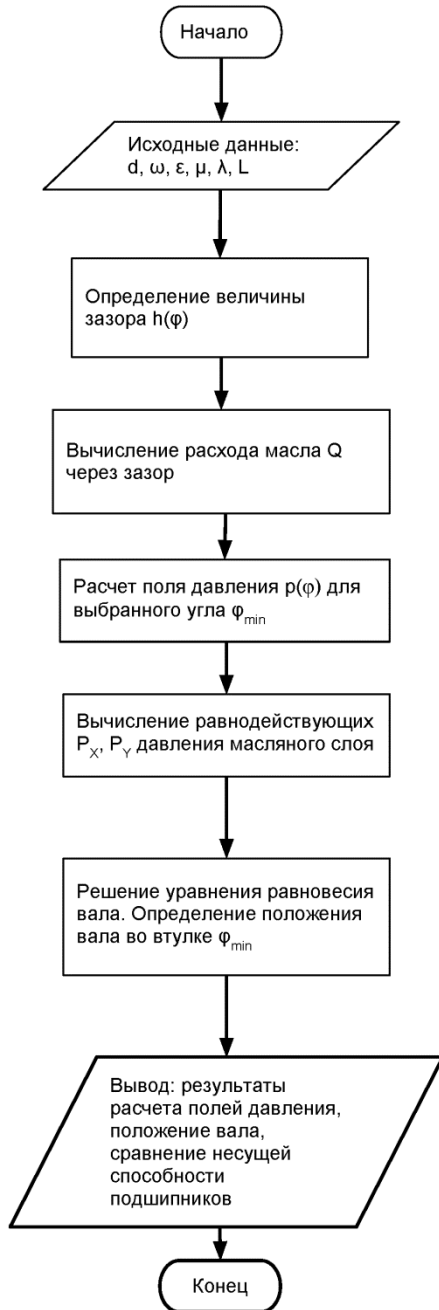 Начало
Исходные данные:
d, ω, ε, μ, λ, L
Определение величины
зазора h(φ)
Вычисление расхода масла Q
через зазор
Расчет поля давления p(φ) для
выбранного угла φmin
Вычисление равнодействующих
PX, PY давления масляного слоя
Решение уравнения равновесия
вала. Определение положения
вала во втулке φmin
Вывод: результаты
расчета полей давления,
положение вала,
сравнение несущей
способности
подшипников
Конец